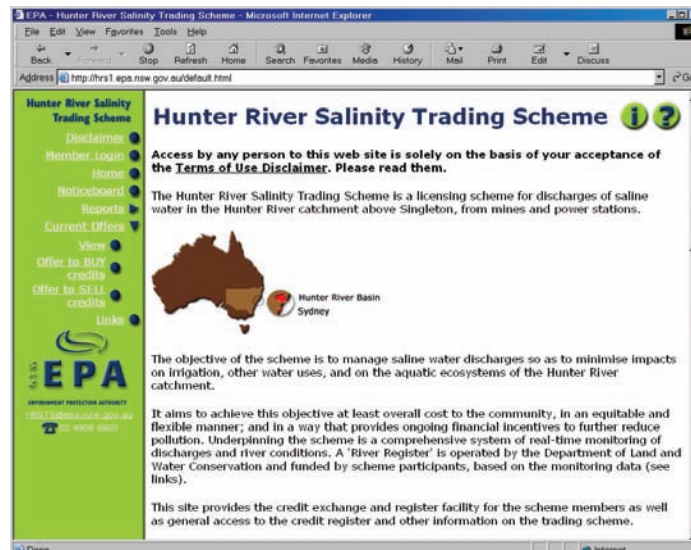 EPA - Hunter River Salinity Trading Scheme - Microsoft Internet Explorer
File Edit View Favorites Tools Help
Back Forward Stop Refresh Home Search Favorites Media History Mail Print Edit Discuss
Address http://hrs1.epa.nsw.gov.au/default.html
Hunter River Salinity
Trading Scheme
Disclaimer
Member Login
Home
Noticeboard
Reports
Current Offers
View
Offer to BUY
credits
Offer to SELL
credits
Links
EPA
ENVIRONMENT PROTECTION AUTHORITY
HRSTS@epa.nsw.gov.au
Hunter River Salinity Trading Scheme i ?
Access by any person to this web site is solely on the basis of your acceptance of
the Terms of Use Disclaimer. Please read them.
The Hunter River Salinity Trading Scheme is a licensing scheme for discharges of saline
water in the Hunter River catchment above Singleton, from mines and power stations.
Hunter River Basin
Sydney
The objective of the scheme is to manage saline water discharges so as to minimise impacts
on irrigation, other water uses, and on the aquatic ecosystems of the Hunter River
catchment.
It aims to achieve this objective at least overall cost to the community, in an equitable and
flexible manner; and in a way that provides ongoing financial incentives to further reduce
pollution. Underpinning the scheme is a comprehensive system of real-time monitoring of
discharges and river conditions. A 'River Register' is operated by the Department of Land and
Water Conservation and funded by scheme participants, based on the monitoring data (see
links).
This site provides the credit exchange and register facility for the scheme members as well
as general access to the credit register and other information on the trading scheme.
Done
Internet